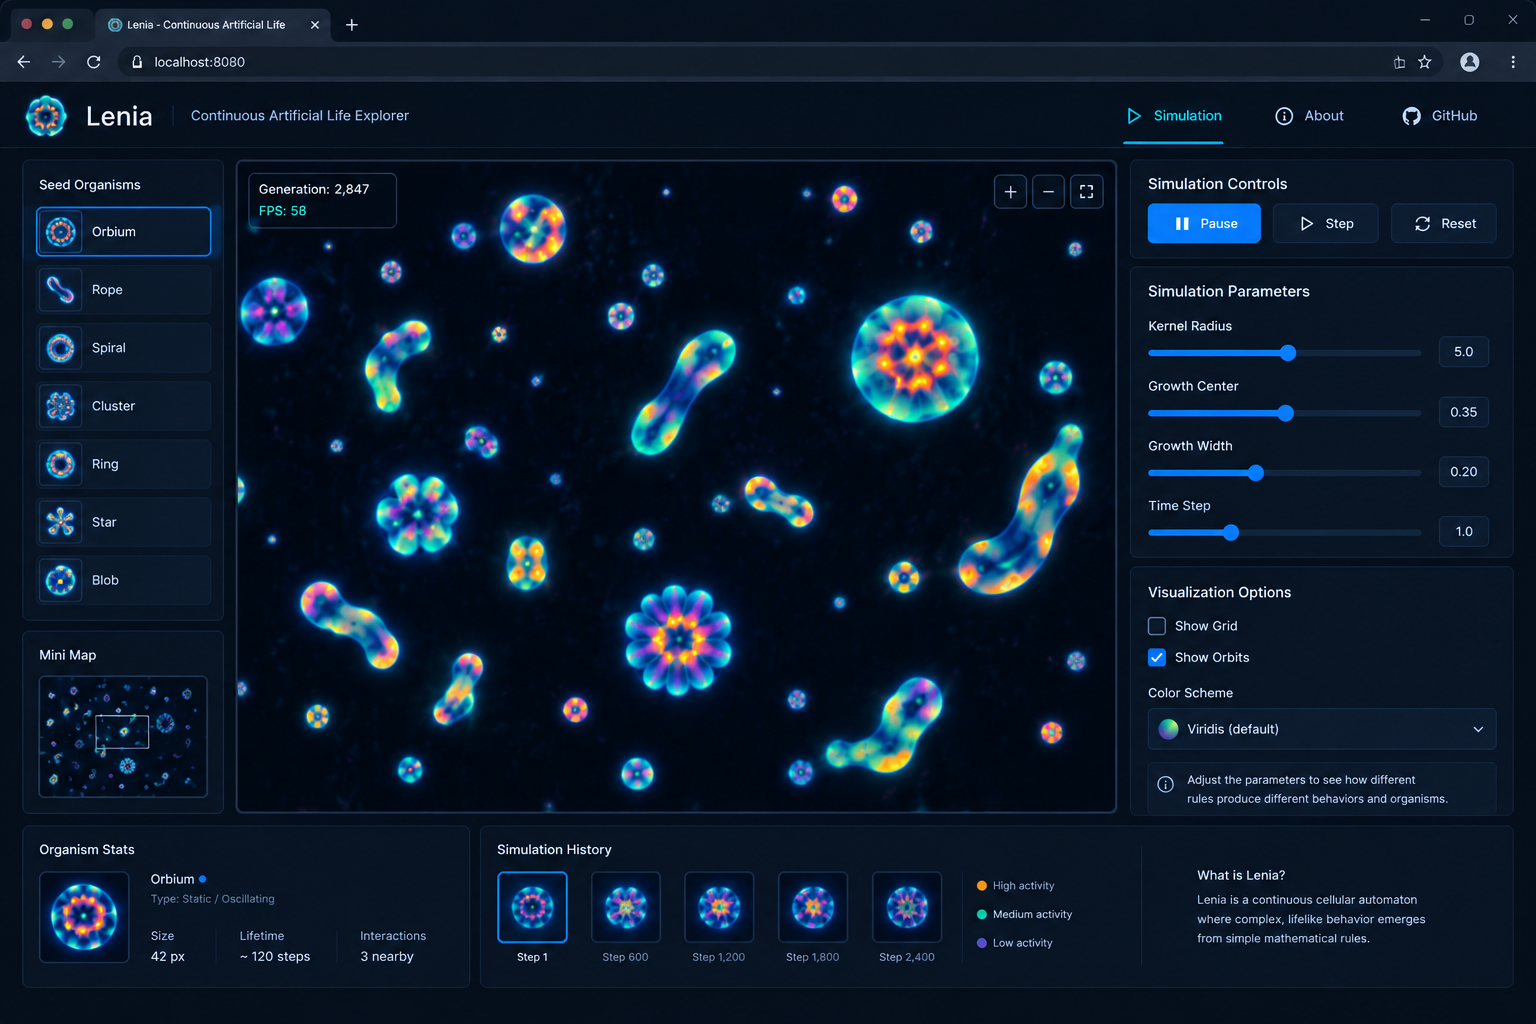 Lenia - Continuous Artificial Life
localhost:8080
Lenia
Continuous Artificial Life Explorer
Simulation
About
GitHub
Seed Organisms
Orbium
Rope
Spiral
Cluster
Ring
Star
Blob
Mini Map
Generation: 2,847
FPS: 58
Simulation Controls
Pause
Step
Reset
Simulation Parameters
Kernel Radius
5.0
Growth Center
0.35
Growth Width
0.20
Time Step
1.0
Visualization Options
Show Grid
Show Orbits
Color Scheme
Viridis (default)
Adjust the parameters to see how different
rules produce different behaviors and organisms.
Organism Stats
Orbium
Type: Static / Oscillating
Size
42 px
Lifetime
~ 120 steps
Interactions
3 nearby
Simulation History
Step 1
Step 600
Step 1,200
Step 1,800
Step 2,400
High activity
Medium activity
Low activity
What is Lenia?
Lenia is a continuous cellular automaton
where complex, lifelike behavior emerges
from simple mathematical rules.